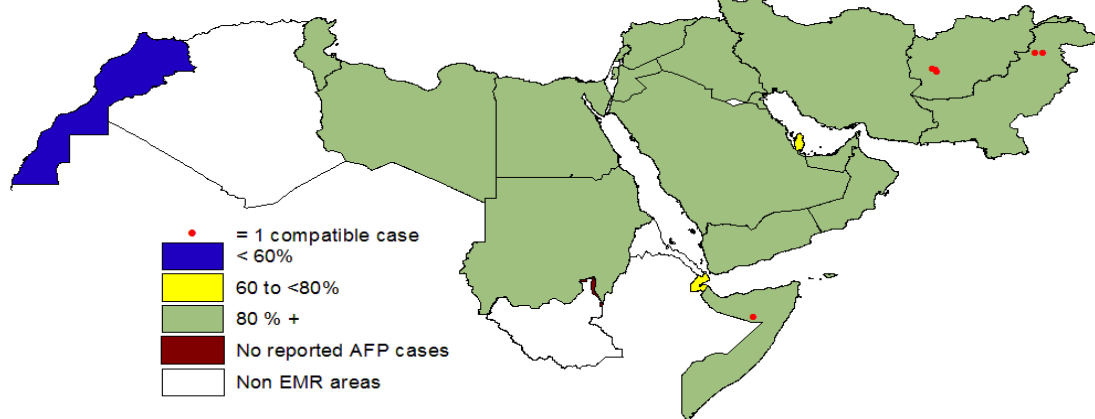 = 1 compatible case
< 60%
60 to <80%
80 % +
No reported AFP cases
Non EMR areas